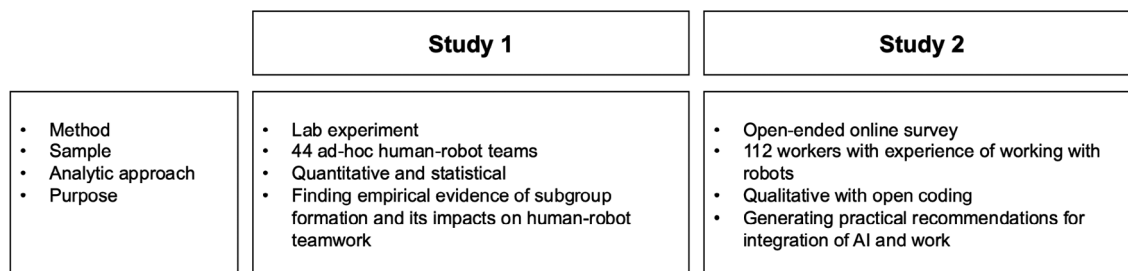 Study 1
Study 2
• Method
• Sample
• Analytic approach
• Purpose
• Lab experiment
• 44 ad-hoc human-robot teams
• Quantitative and statistical
• Finding empirical evidence of subgroup
formation and its impacts on human-robot
teamwork
• Open-ended online survey
• 112 workers with experience of working with
robots
• Qualitative with open coding
• Generating practical recommendations for
integration of AI and work